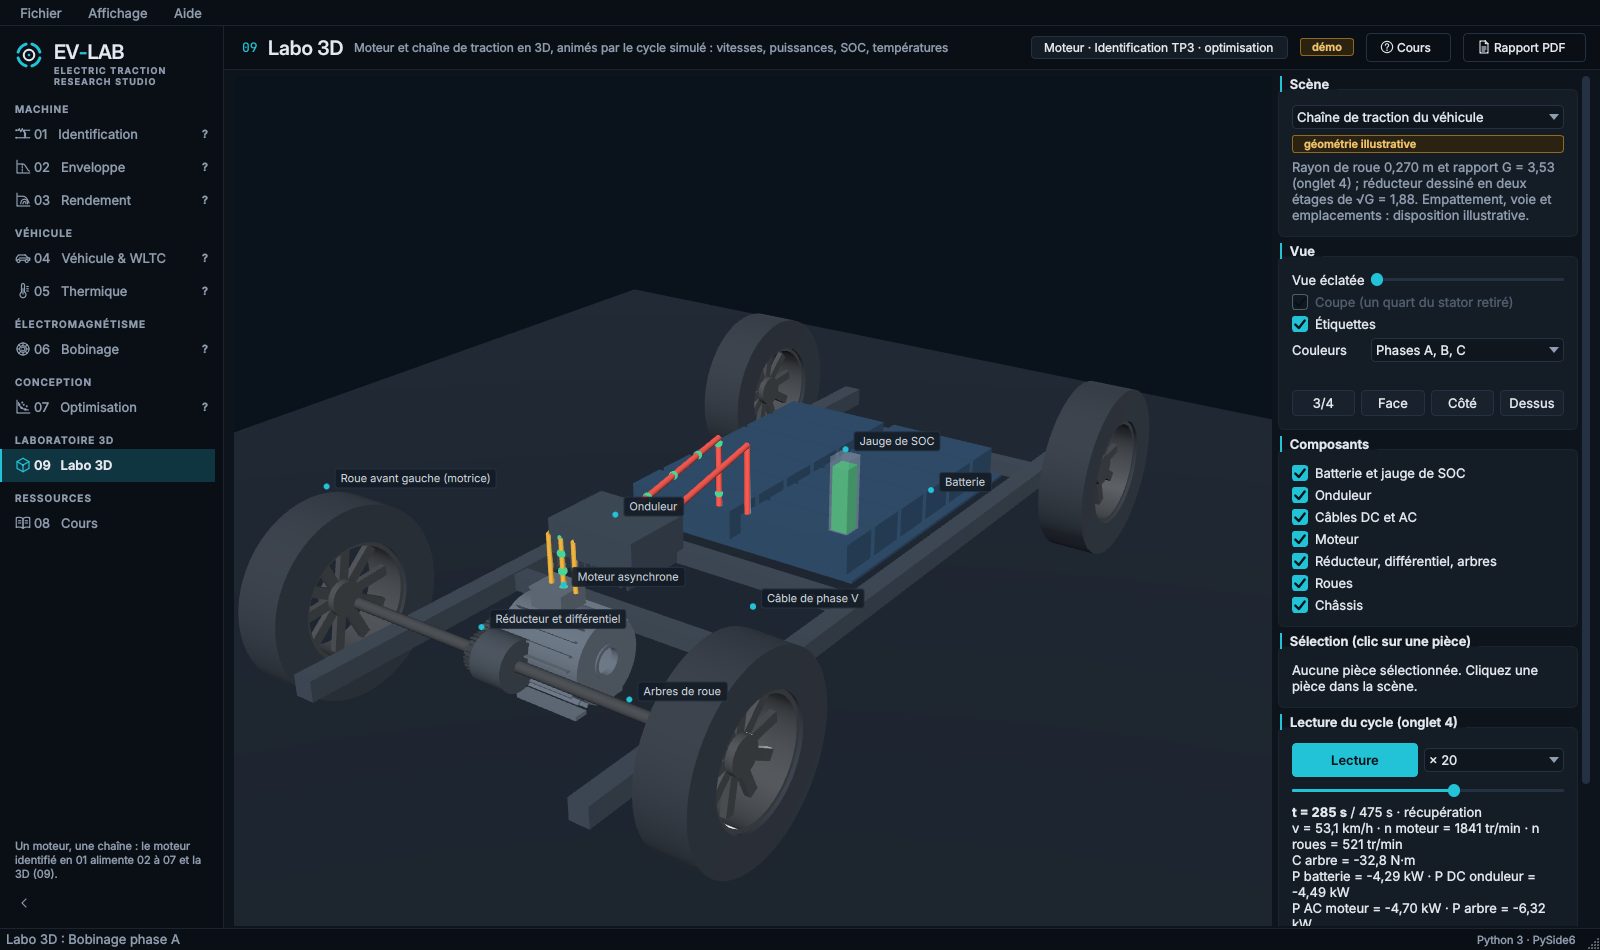 Fichier Affichage Aide
EV-LAB
ELECTRIC TRACTION
RESEARCH STUDIO
MACHINE
01 Identification ?
02 Enveloppe ?
03 Rendement ?
VÉHICULE
04 Véhicule & WLTC ?
05 Thermique ?
ÉLECTROMAGNÉTISME
06 Bobinage ?
CONCEPTION
07 Optimisation ?
LABORATOIRE 3D
09 Labo 3D
RESSOURCES
08 Cours
Un moteur, une chaîne : le moteur
identifié en 01 alimente 02 à 07 et la
3D (09).
09 Labo 3D Moteur et chaîne de traction en 3D, animés par le cycle simulé : vitesses, puissances, SOC, températures
Moteur · Identification TP3 · optimisation
démo
? Cours
Rapport PDF
Jauge de SOC
Roue avant gauche (motrice)
Batterie
Onduleur
Moteur asynchrone
Câble de phase V
Réducteur et différentiel
Arbres de roue
Scène
Chaîne de traction du véhicule
géométrie illustrative
Rayon de roue 0,270 m et rapport G = 3,53
(onglet 4) ; réducteur dessiné en deux
étages de √G = 1,88. Empattement, voie et
emplacements : disposition illustrative.
Vue
Vue éclatée
Coupe (un quart du stator retiré)
Étiquettes
Couleurs Phases A, B, C
3/4 Face Côté Dessus
Composants
Batterie et jauge de SOC
Onduleur
Câbles DC et AC
Moteur
Réducteur, différentiel, arbres
Roues
Châssis
Sélection (clic sur une pièce)
Aucune pièce sélectionnée. Cliquez une
pièce dans la scène.
Lecture du cycle (onglet 4)
Lecture × 20
t = 285 s / 475 s · récupération
v = 53,1 km/h · n moteur = 1841 tr/min · n
roues = 521 tr/min
C arbre = -32,8 N·m
P batterie = -4,29 kW · P DC onduleur =
-4,49 kW
P AC moteur = -4,70 kW · P arbre = -6,32
kW
Labo 3D : Bobinage phase A
Python 3 · PySide6